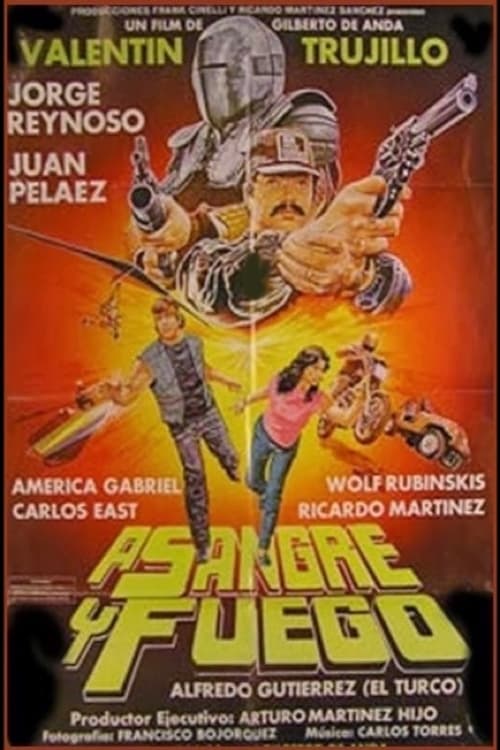 PRODUCCIONES FRANK CINELLI Y RICARDO MARTINEZ SANCHEZ presentan
UN FILM DE GILBERTO DE ANDA
VALENTIN TRUJILLO
JORGE REYNOSO
JUAN PELAEZ
AMERICA GABRIEL
CARLOS EAST
WOLF RUBINSKIS
RICARDO MARTINEZ
A SANGRE
Y FUEGO
ALFREDO GUTIERREZ (EL TURCO)
Productor Ejecutivo: ARTURO MARTINEZ HIJO
Fotografía: FRANCISCO BOJORQUEZ Música: CARLOS TORRES